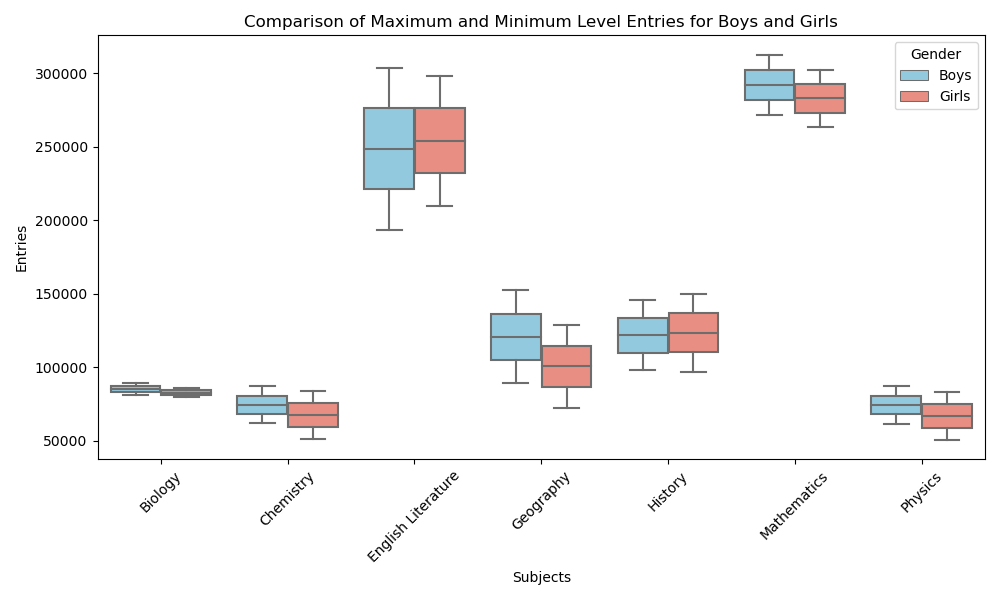 Comparison of Maximum and Minimum Level Entries for Boys and Girls
Gender
Boys
Girls
Entries
300000
250000
200000
150000
100000
50000
Biology
Chemistry
English Literature
Geography
History
Mathematics
Physics
Subjects